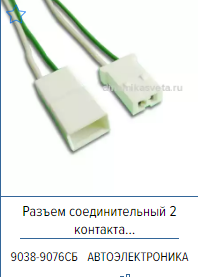 Разъем соединительный 2
контакта...
9038-9076СБ АВТОЭЛЕКТРОНИКА